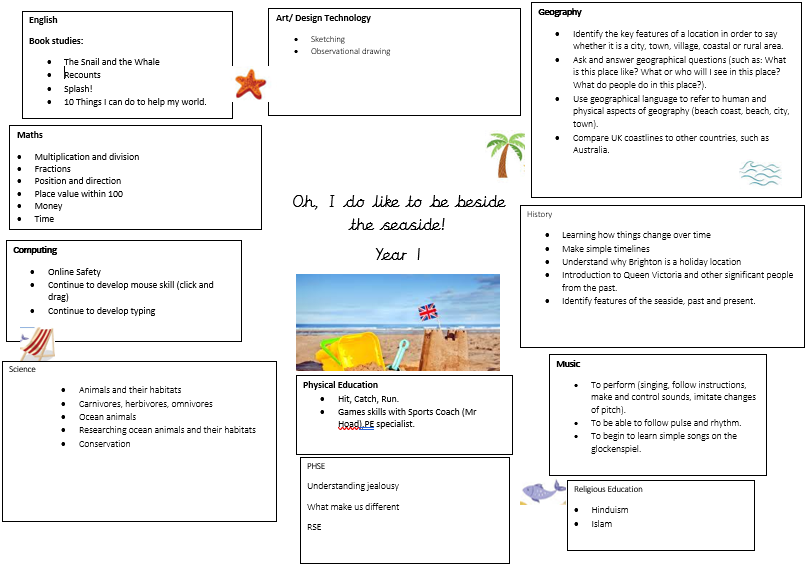 English
Book studies:
• The Snail and the Whale
• Recounts
• Splash!
• 10 Things I can do to help my world.
Art/ Design Technology
• Sketching
• Observational drawing
Geography
• Identify the key features of a location in order to say
whether it is a city, town, village, coastal or rural area.
• Ask and answer geographical questions (such as: What
is this place like? What or who will I see in this place?
What do people do in this place?).
• Use geographical language to refer to human and
physical aspects of geography (beach coast, beach, city,
town).
• Compare UK coastlines to other countries, such as
Australia.
Maths
• Multiplication and division
• Fractions
• Position and direction
• Place value within 100
• Money
• Time
Oh, I do like to be beside
the seaside!
Year 1
History
• Learning how things change over time
• Make simple timelines
• Understand why Brighton is a holiday location
• Introduction to Queen Victoria and other significant people
from the past.
• Identify features of the seaside, past and present.
Computing
• Online Safety
• Continue to develop mouse skill (click and
drag)
• Continue to develop typing
Science
• Animals and their habitats
• Carnivores, herbivores, omnivores
• Ocean animals
• Researching ocean animals and their habitats
• Conservation
Physical Education
• Hit, Catch, Run.
• Games skills with Sports Coach (Mr
Hoad).PE specialist.
Music
• To perform (singing, follow instructions,
make and control sounds, imitate changes
of pitch).
• To be able to follow pulse and rhythm.
• To begin to learn simple songs on the
glockenspiel.
PHSE
Understanding jealousy
What make us different
RSE
Religious Education
• Hinduism
• Islam